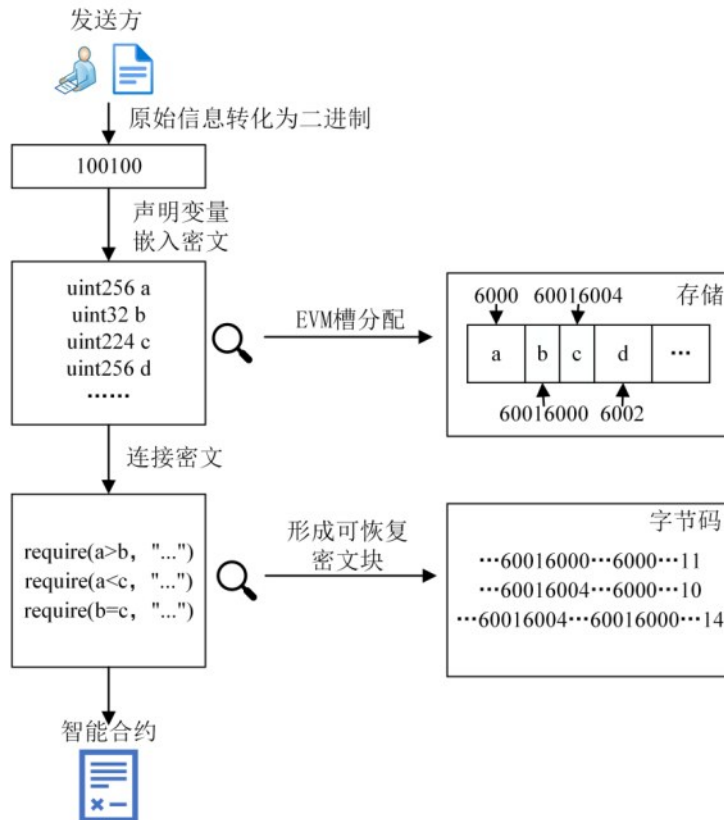 发送方
原始信息转化为二进制
100100
声明变量
嵌入密文
uint256 a
uint32 b
uint224 c
uint256 d
……
EVM槽分配
存储
6000 60016004
a b c d …
60016000 6002
连接密文
require(a>b, "...")
require(a<c, "...")
require(b=c, "...")
形成可恢复
密文块
字节码
…60016000…6000…11
…60016004…6000…10
…60016004…60016000…14
智能合约